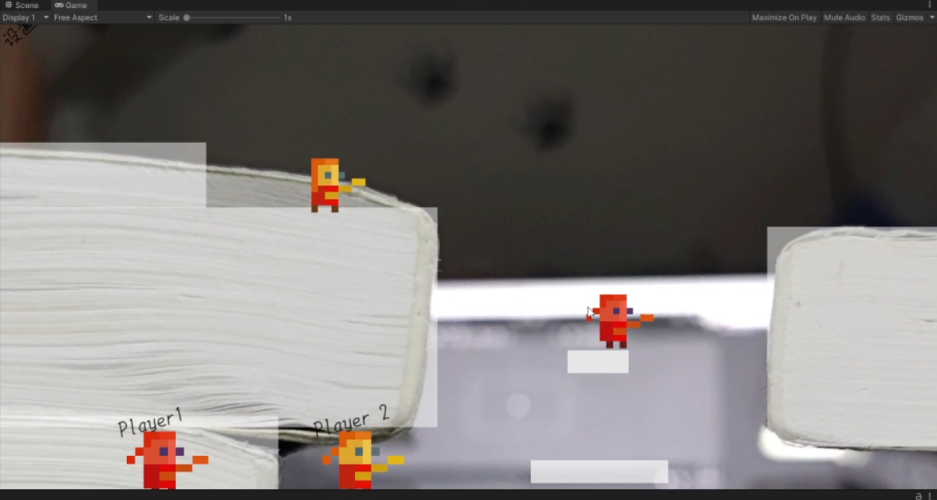 Scene Game
Display 1 Free Aspect Scale 1x Maximize On Play Mute Audio Stats Gizmos
Player1 Player 2